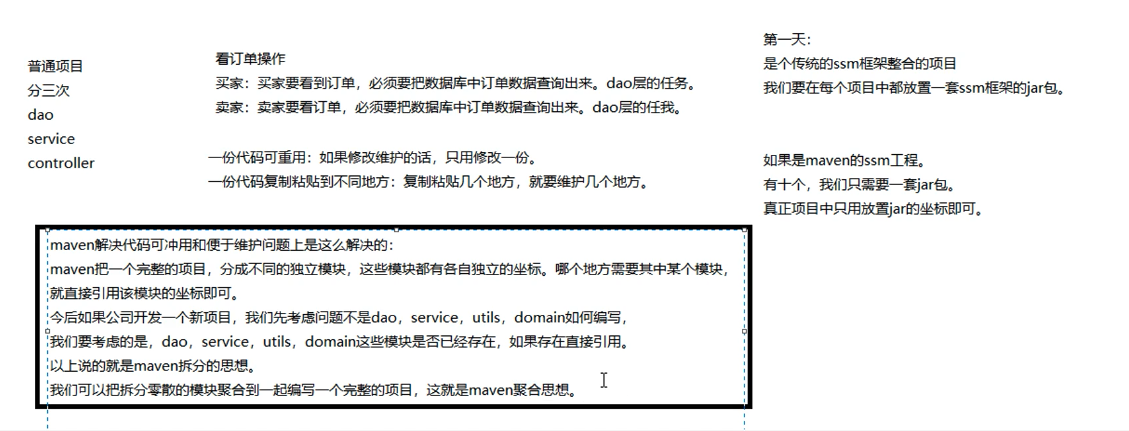 普通项目
分三次
dao
service
controller
看订单操作
买家：买家要看到订单，必须要把数据库中订单数据查询出来。dao层的任务。
卖家：卖家要看订单，必须要把数据库中订单数据查询出来。dao层的任我。
一份代码可重用：如果修改维护的话，只用修改一份。
一份代码复制粘贴到不同地方：复制粘贴几个地方，就要维护几个地方。
第一天：
是个传统的ssm框架整合的项目
我们要在每个项目中都放置一套ssm框架的jar包。
如果是maven的ssm工程。
有十个，我们只需要一套jar包。
真正项目中只用放置jar的坐标即可。
maven解决代码可冲用和便于维护问题上是这么解决的：
maven把一个完整的项目，分成不同的独立模块，这些模块都有各自独立的坐标。哪个地方需要其中某个模块，
就直接引用该模块的坐标即可。
今后如果公司开发一个新项目，我们先考虑问题不是dao，service，utils，domain如何编写，
我们要考虑的是，dao，service，utils，domain这些模块是否已经存在，如果存在直接引用。
以上说的就是maven拆分的思想。
我们可以把拆分零散的模块聚合到一起编写一个完整的项目，这就是maven聚合思想。